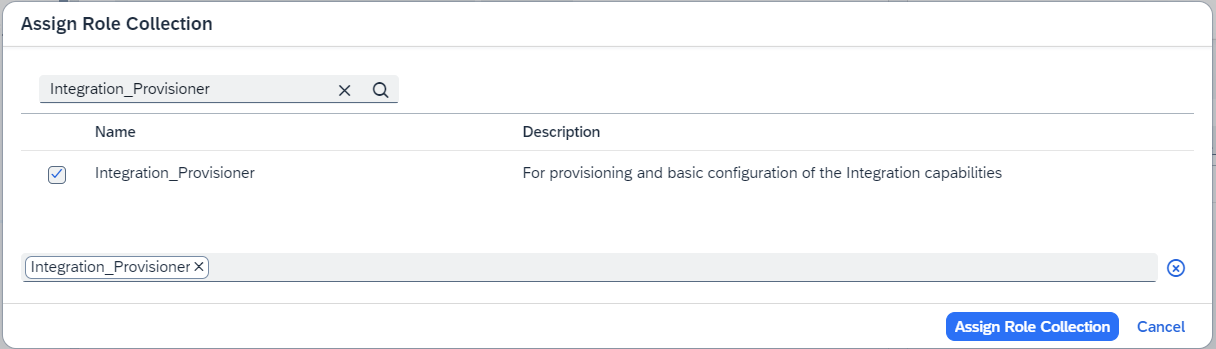 Assign Role Collection
Integration_Provisioner
Name Description
Integration_Provisioner For provisioning and basic configuration of the Integration capabilities
Integration_Provisioner
Assign Role Collection Cancel